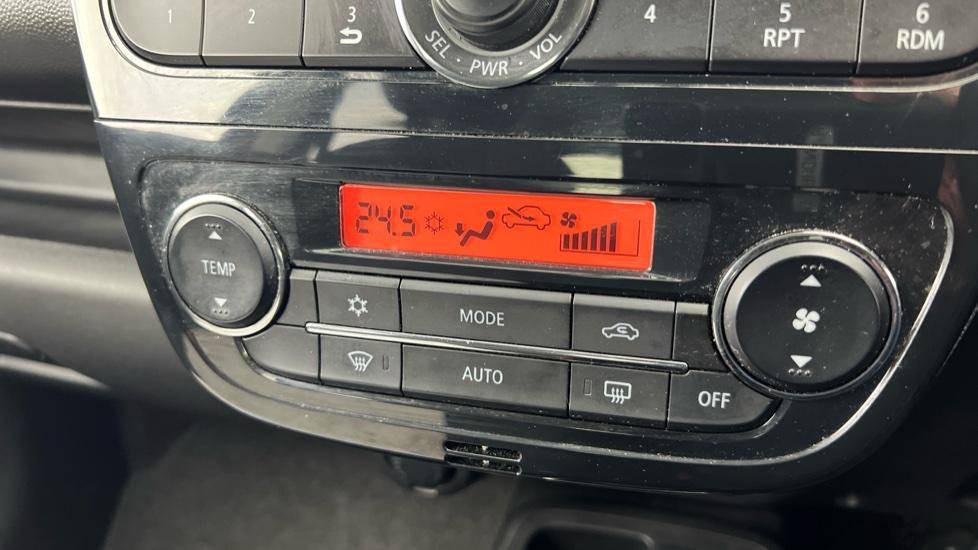 1 2 3 4 5 6
RPT RDM
SEL PWR VOL
24.5
TEMP
MODE
AUTO
OFF